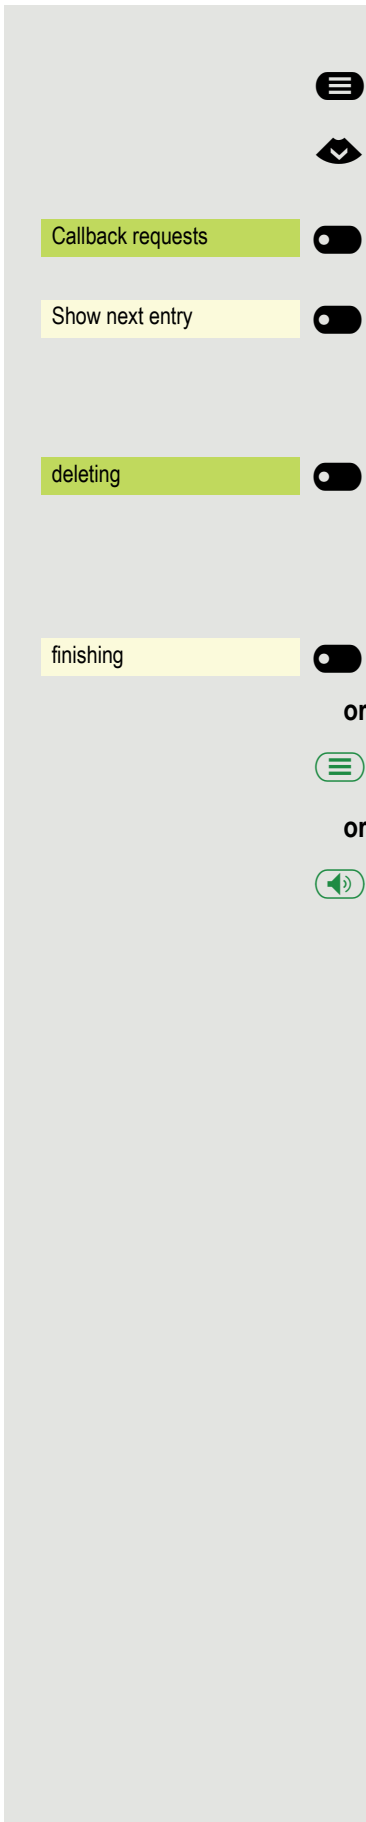 Callback requests
Show next entry
deleting
finishing
or
or